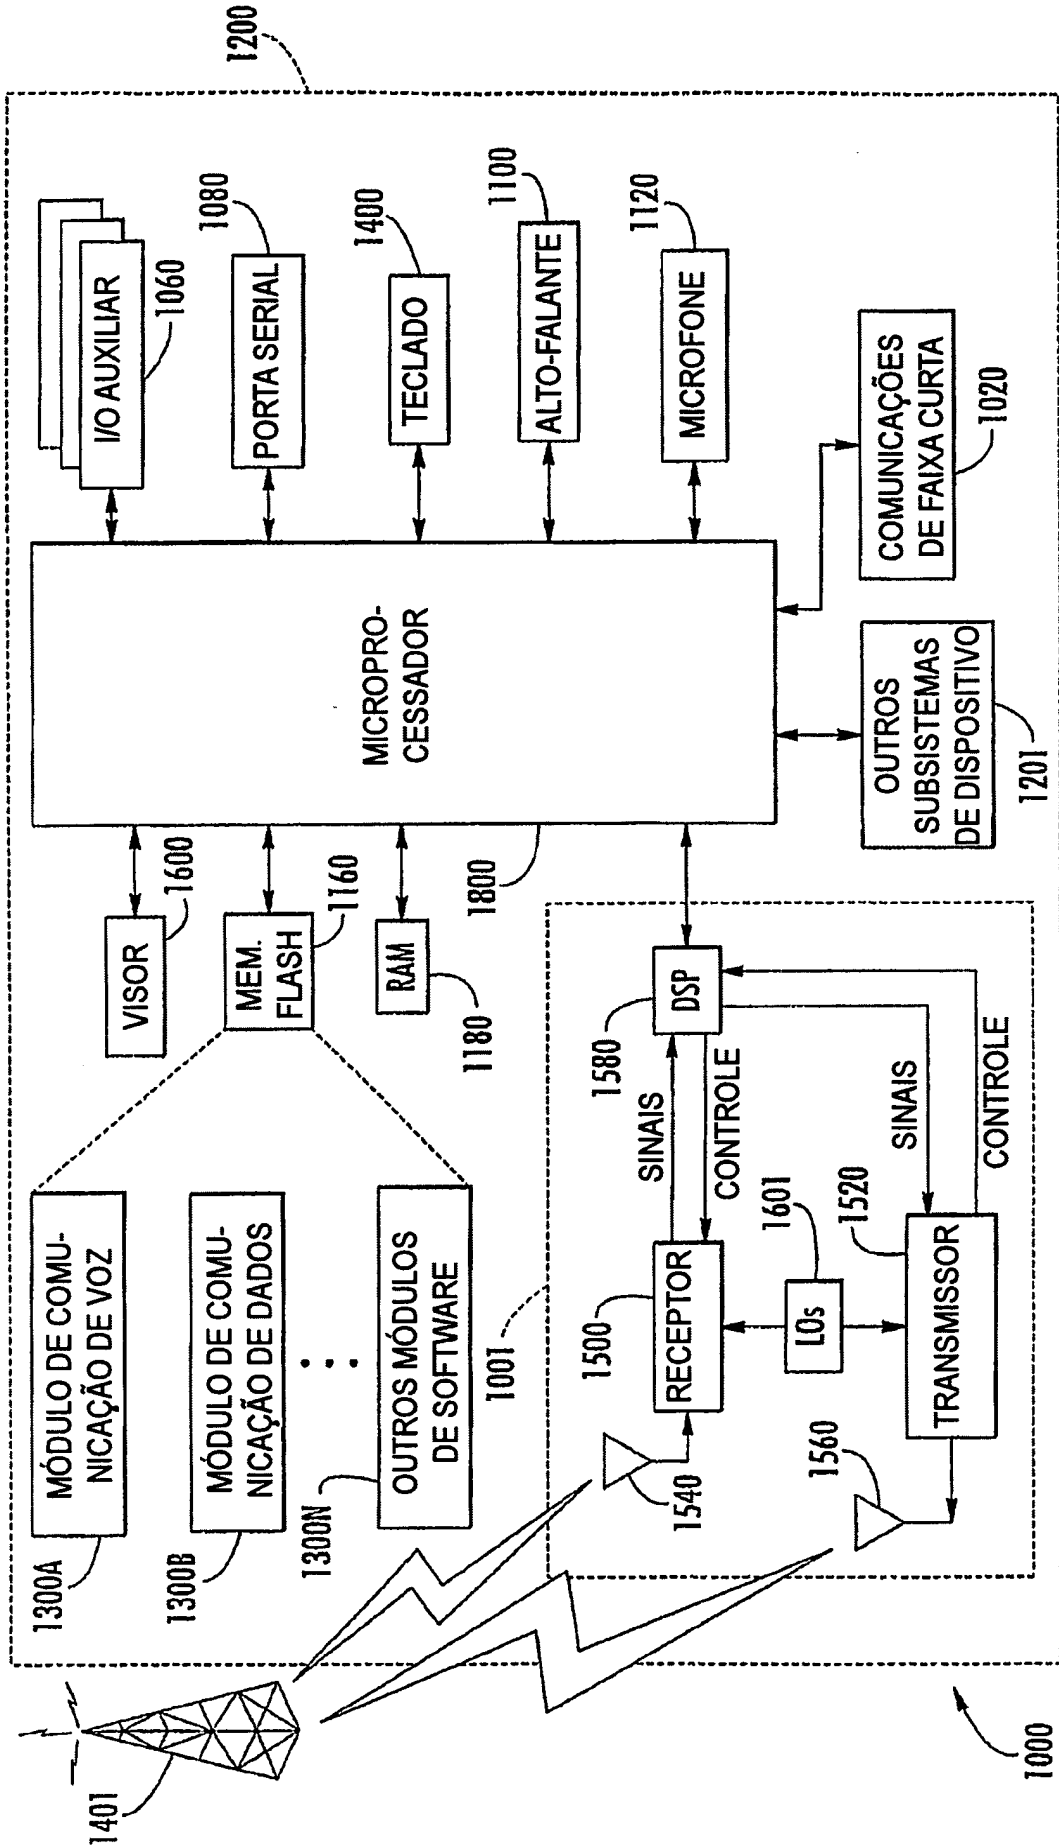 1200
1401
1300A
MÓDULO DE COMU-
NICAÇÃO DE VOZ
1300B
MÓDULO DE COMU-
NICAÇÃO DE DADOS
1300N
OUTROS MÓDULOS
DE SOFTWARE
VISOR
1600
MEM.
FLASH
1160
RAM
1180
MICROPRO-
CESSADOR
1800
I/O AUXILIAR
1060
PORTA SERIAL
1080
TECLADO
1400
ALTO-FALANTE
1100
MICROFONE
1120
COMUNICAÇÕES
DE FAIXA CURTA
1020
OUTROS
SUBSISTEMAS
DE DISPOSITIVO
1201
1001
1540
1500
RECEPTOR
SINAIS
CONTROLE
1580
DSP
LOs
1601
1560
TRANSMISSOR
1520
SINAIS
CONTROLE
1000